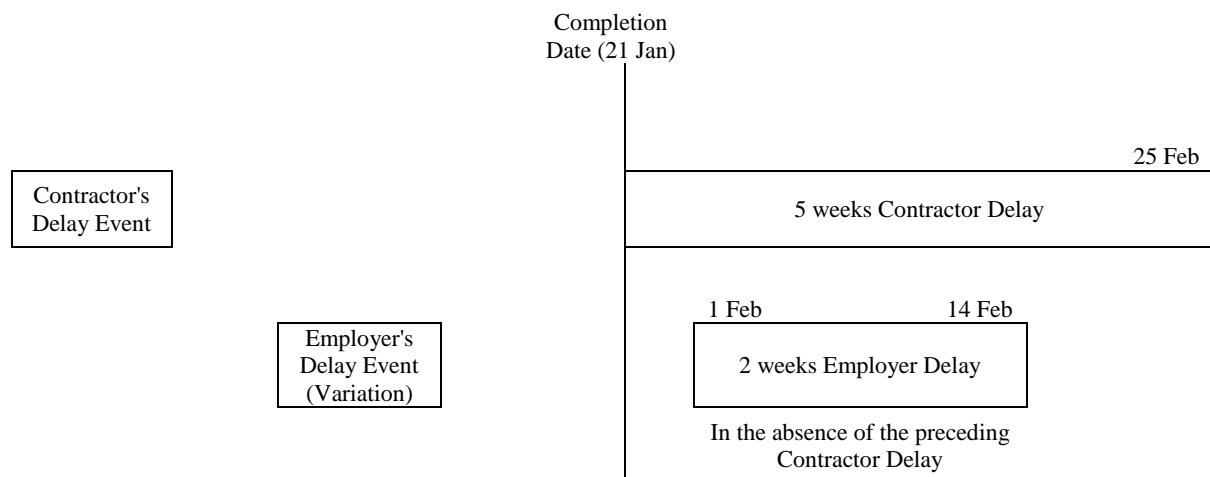 Completion
Date (21 Jan)
25 Feb
Contractor's
Delay Event
5 weeks Contractor Delay
1 Feb
14 Feb
Employer's
Delay Event
(Variation)
2 weeks Employer Delay
In the absence of the preceding
Contractor Delay